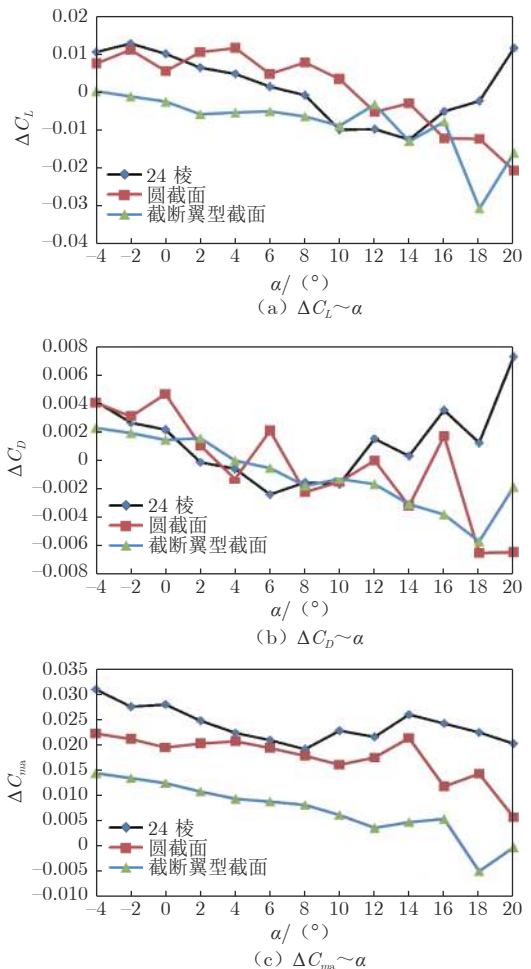 0.02
0.01
0
−0.01
−0.02
−0.03
−0.04
ΔC_L
24 棱
圆截面
截断翼型截面
−4 −2 0 2 4 6 8 10 12 14 16 18 20
α/（°）
（a）ΔC_L～α
0.008
0.006
0.004
0.002
0
−0.002
−0.004
−0.006
−0.008
ΔC_D
24 棱
圆截面
截断翼型截面
−4 −2 0 2 4 6 8 10 12 14 16 18 20
α/（°）
（b）ΔC_D～α
0.035
0.030
0.025
0.020
0.015
0.010
0.005
0
−0.005
−0.010
ΔC_ma
24 棱
圆截面
截断翼型截面
−4 −2 0 2 4 6 8 10 12 14 16 18 20
α/（°）
（c）ΔC_ma～α